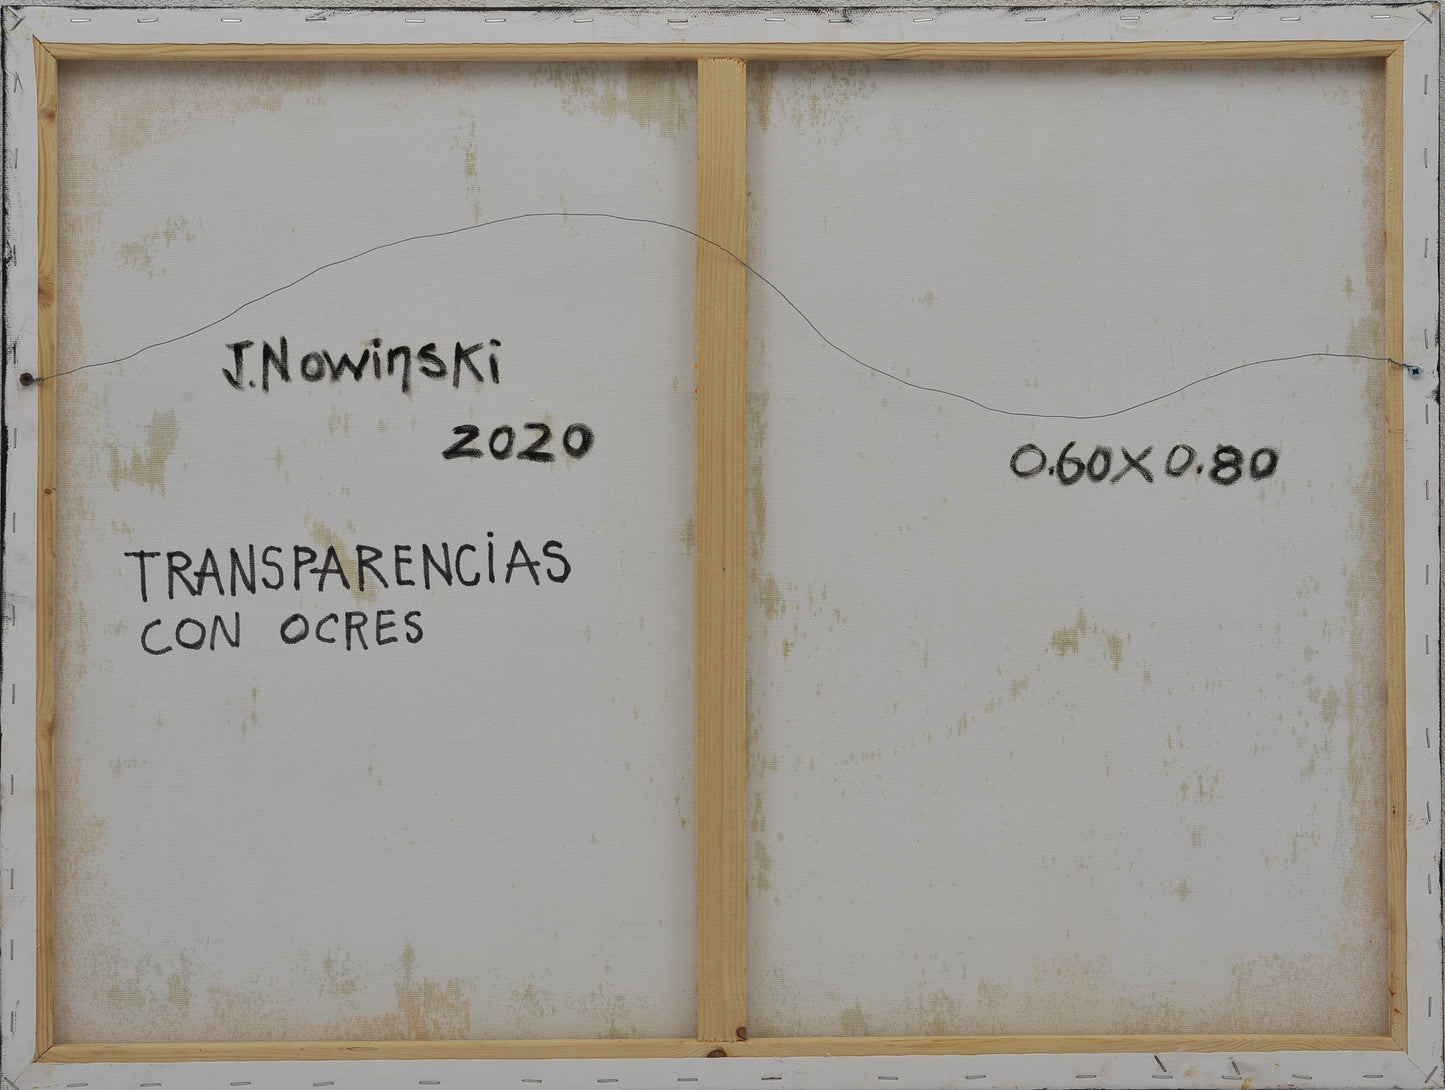 J.Nowinski
2020
0.60X0.80
TRANSPARENCIAS
CON OCRES